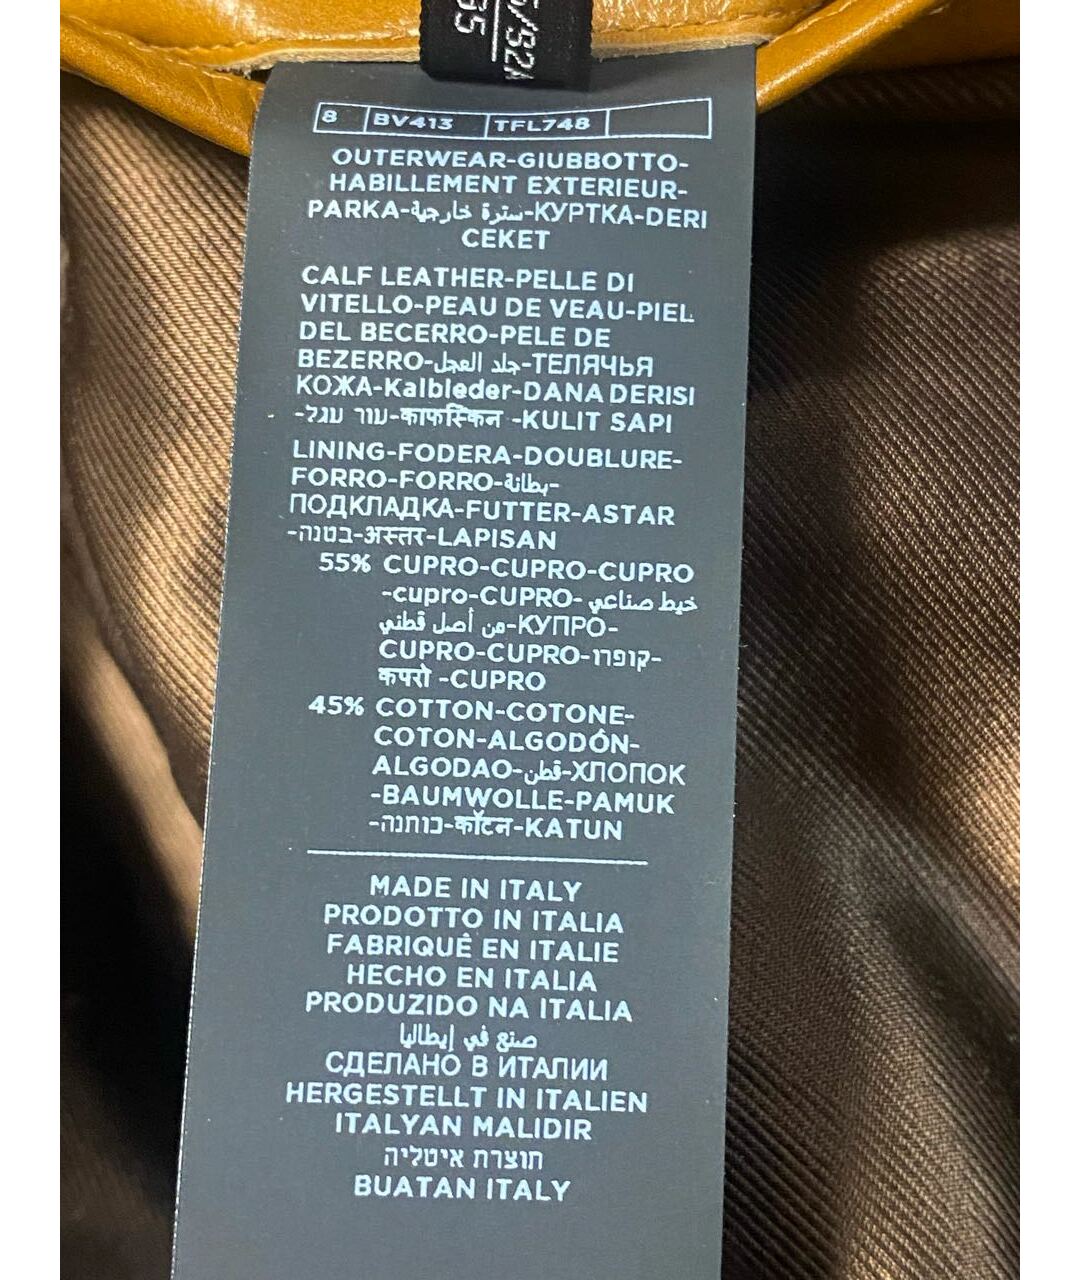 8 BV413 TFL748
OUTERWEAR-GIUBBOTTO-
HABILLEMENT EXTERIEUR-
PARKA-سترة خارجية-КУРТКА-DERI
CEKET
CALF LEATHER-PELLE DI
VITELLO-PEAU DE VEAU-PIEL
DEL BECERRO-PELE DE
BEZERRO-جلد العجل-ТЕЛЯЧЬЯ
КОЖА-Kalbleder-DANA DERISI
-עור עגל-काफस्किन -KULIT SAPI
LINING-FODERA-DOUBLURE-
FORRO-FORRO-بطانة-
ПОДКЛАДКА-FUTTER-ASTAR
-בטנה-अस्तर-LAPISAN
55% CUPRO-CUPRO-CUPRO
-cupro-CUPRO- خيط صناعي
من أصل قطني-КУПРО-
CUPRO-CUPRO-קופרו-
कपरो -CUPRO
45% COTTON-COTONE-
COTON-ALGODÓN-
ALGODAO-قطن-ХЛОПОК
-BAUMWOLLE-PAMUK
-כותנה-कॉटन-KATUN
MADE IN ITALY
PRODOTTO IN ITALIA
FABRIQUÉ EN ITALIE
HECHO EN ITALIA
PRODUZIDO NA ITALIA
صنع في إيطاليا
СДЕЛАНО В ИТАЛИИ
HERGESTELLT IN ITALIEN
ITALYAN MALIDIR
תוצרת איטליה
BUATAN ITALY